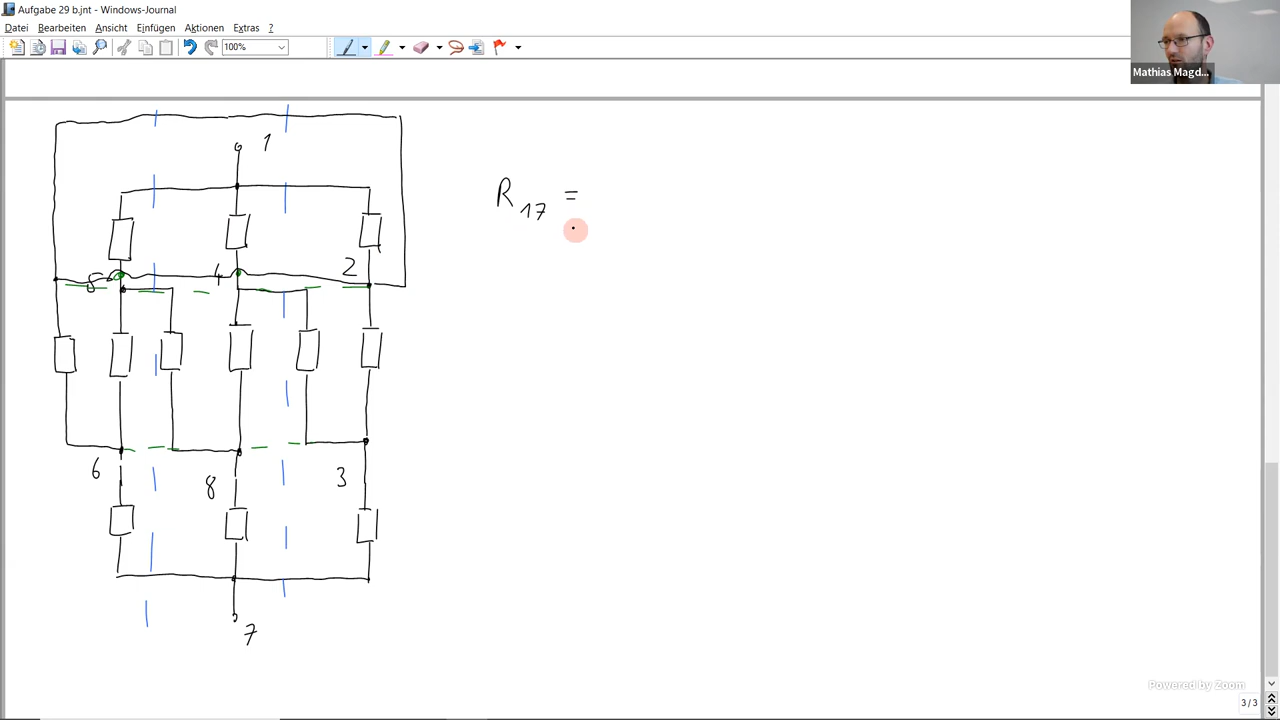 Aufgabe 29 b.jnt - Windows-Journal
Datei Bearbeiten Ansicht Einfügen Aktionen Extras ?
100%
Mathias Magd...
1
R17 =
5 4 2
6 8 3
7
Powered by Zoom
3/3